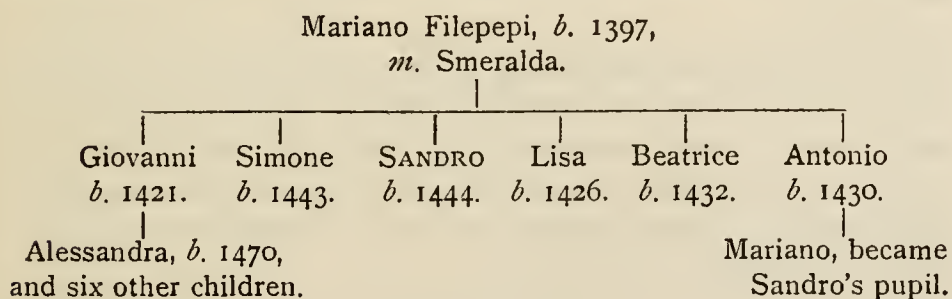 Mariano Filepepi, b. 1397,
m. Smeralda.
Giovanni Simone SANDRO Lisa Beatrice Antonio
b. 1421. b. 1443. b. 1444. b. 1426. b. 1432. b. 1430.
Alessandra, b. 1470, Mariano, became
and six other children. Sandro's pupil.